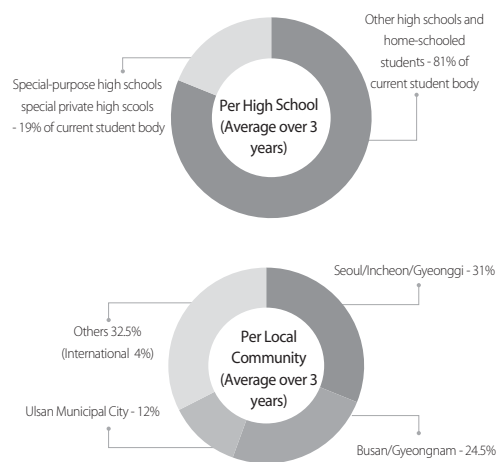 Other high schools and
home-schooled
students - 81% of
current student body
Special-purpose high schools
special private high scools
- 19% of current student body
Per High School
(Average over 3
years)
Seoul/Incheon/Gyeonggi - 31%
Others 32.5%
(International 4%)
Per Local
Community
(Average over 3
years)
Ulsan Municipal City - 12%
Busan/Gyeongnam - 24.5%